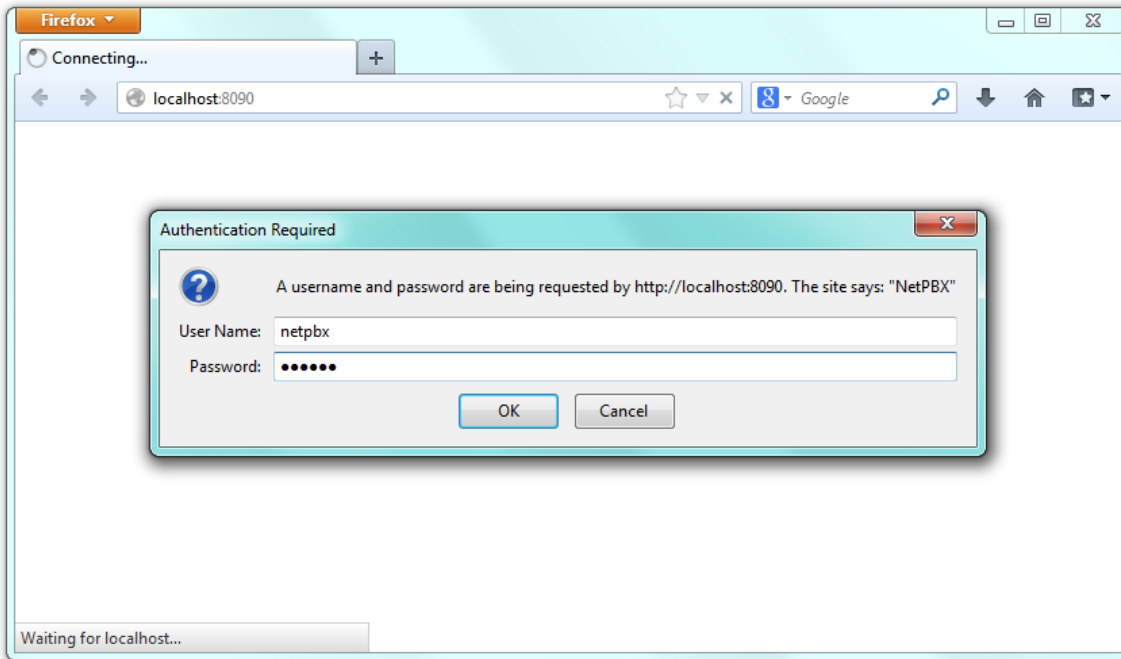 Firefox
Connecting...
localhost:8090
Google
Authentication Required
A username and password are being requested by http://localhost:8090. The site says: "NetPBX"
User Name: netpbx
Password: ••••••
OK Cancel
Waiting for localhost...